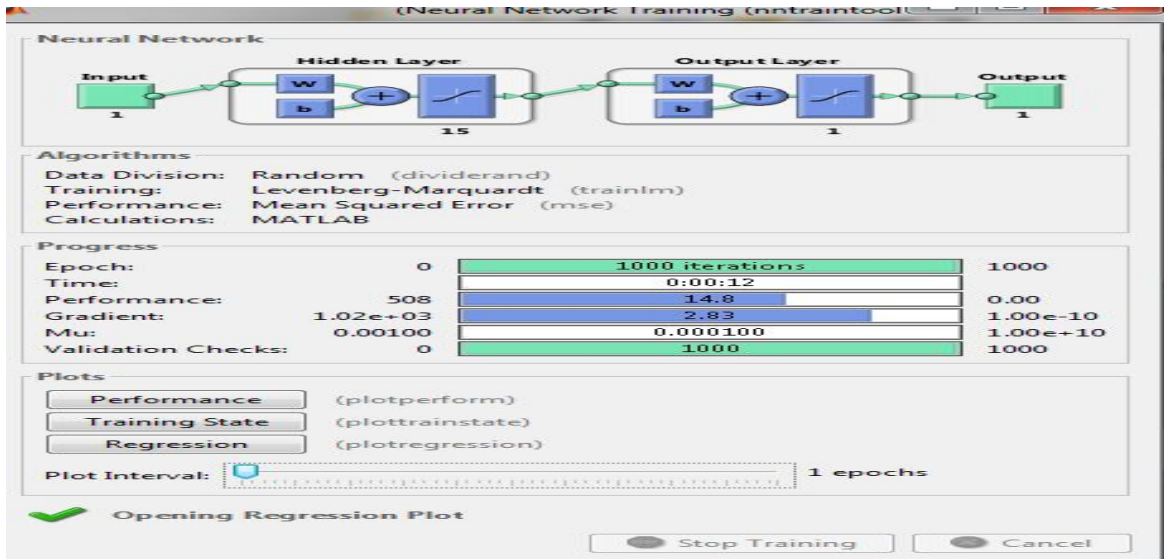 (Neural Network Training (nntraintool
Neural Network
Hidden Layer Output Layer
Input W W Output
b + b +
1 15 1 1
Algorithms
Data Division: Random (dividerand)
Training: Levenberg-Marquardt (trainlm)
Performance: Mean Squared Error (mse)
Calculations: MATLAB
Progress
Epoch: 0 1000 iterations 1000
Time: 0:00:12
Performance: 508 14.8 0.00
Gradient: 1.02e+03 2.83 1.00e-10
Mu: 0.00100 0.000100 1.00e+10
Validation Checks: 0 1000 1000
Plots
Performance (plotperform)
Training State (plottrainstate)
Regression (plotregression)
Plot Interval: 1 epochs
Opening Regression Plot
Stop Training Cancel